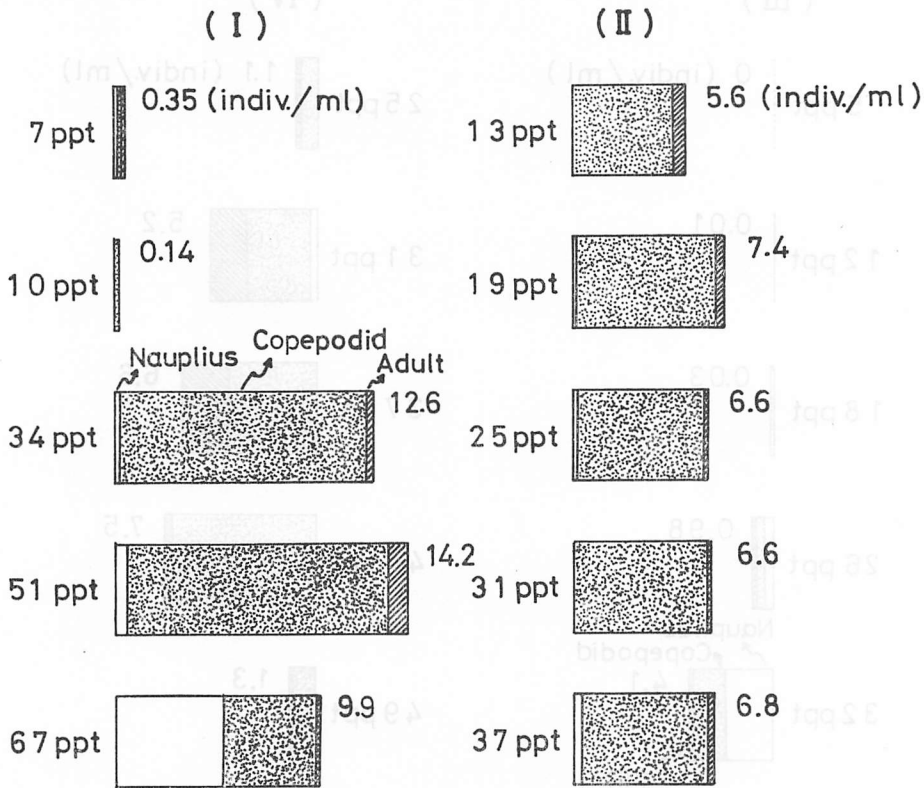 (I)
7 ppt 0.35 (indiv./ml)
10 ppt 0.14
Nauplius Copepodid Adult
34 ppt 12.6
51 ppt 14.2
67 ppt 9.9
(II)
13 ppt 5.6 (indiv./ml)
19 ppt 7.4
25 ppt 6.6
31 ppt 6.6
37 ppt 6.8